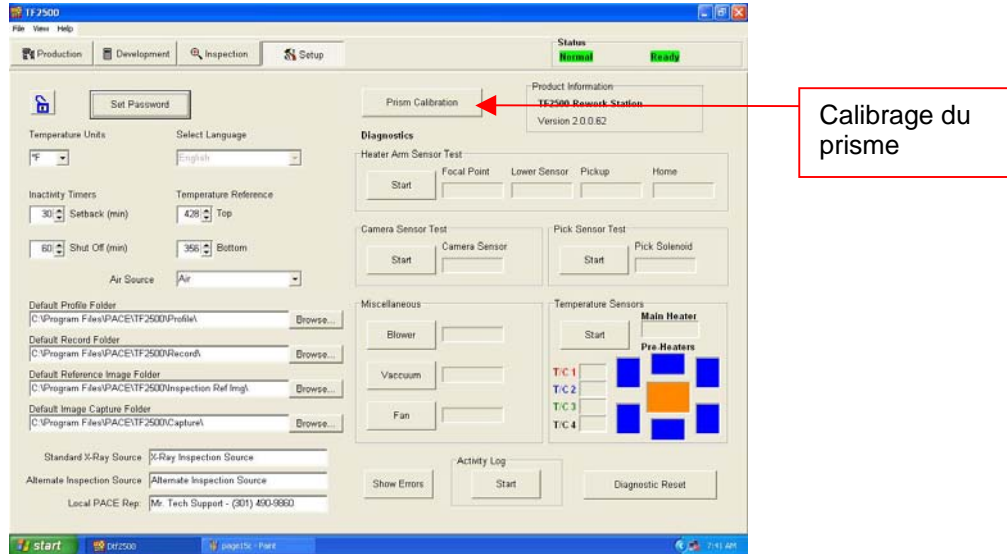 TF2500
File View Help
Production Development Inspection Setup
Status
Normal Ready
Set Password
Prism Calibration
Product Information
TF2500 Rework Station
Version 2.0.0.62
Calibrage du
prisme
Temperature Units Select Language
°F English
Inactivity Timers Temperature Reference
30 Setback (min) 428 Top
60 Shut Off (min) 356 Bottom
Air Source Air
Default Profile Folder
C:\Program Files\PACE\TF2500\Profile\ Browse...
Default Record Folder
C:\Program Files\PACE\TF2500\Record\ Browse...
Default Reference Image Folder
C:\Program Files\PACE\TF2500\Inspection Ref Img\ Browse...
Default Image Capture Folder
C:\Program Files\PACE\TF2500\Capture\ Browse...
Standard X-Ray Source X-Ray Inspection Source
Alternate Inspection Source Alternate Inspection Source
Local PACE Rep: Mr. Tech Support - (301) 490-9860
Diagnostics
Heater Arm Sensor Test
Start Focal Point Lower Sensor Pickup Home
Camera Sensor Test
Start Camera Sensor
Pick Sensor Test
Start Pick Solenoid
Miscellaneous
Blower
Vaccuum
Fan
Temperature Sensors
Start Main Heater
Pre-Heaters
T/C 1
T/C 2
T/C 3
T/C 4
Show Errors
Activity Log
Start
Diagnostic Reset
start Dtf2500 page15c - Paint 7:41 AM